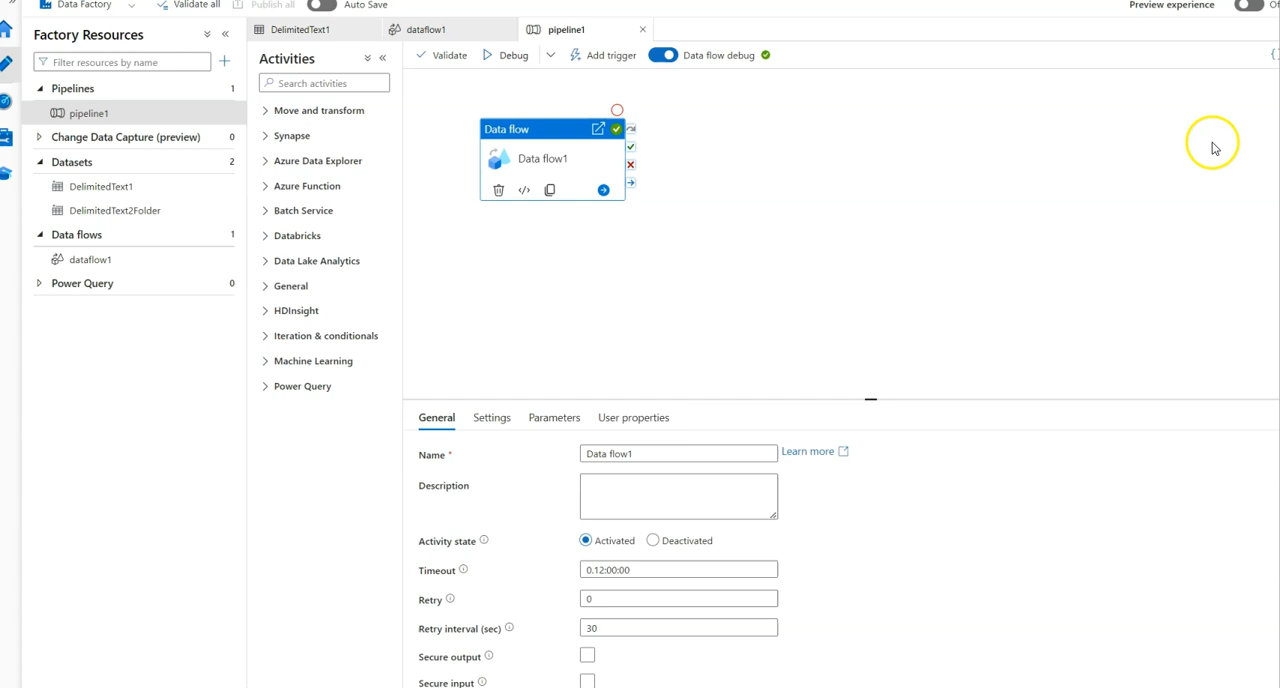 Data Factory
Validate all
Publish all
Auto Save
Preview experience
Factory Resources
DelimitedText1
dataflow1
pipeline1
Filter resources by name
Activities
Search activities
Validate
Debug
Add trigger
Data flow debug
Pipelines 1
pipeline1
Change Data Capture (preview) 0
Datasets 2
DelimitedText1
DelimitedText2Folder
Data flows 1
dataflow1
Power Query 0
Move and transform
Synapse
Azure Data Explorer
Azure Function
Batch Service
Databricks
Data Lake Analytics
General
HDInsight
Iteration & conditionals
Machine Learning
Power Query
Data flow
Data flow1
General
Settings
Parameters
User properties
Name *
Data flow1
Learn more
Description
Activity state
Activated
Deactivated
Timeout
0.12:00:00
Retry
0
Retry interval (sec)
30
Secure output
Secure input